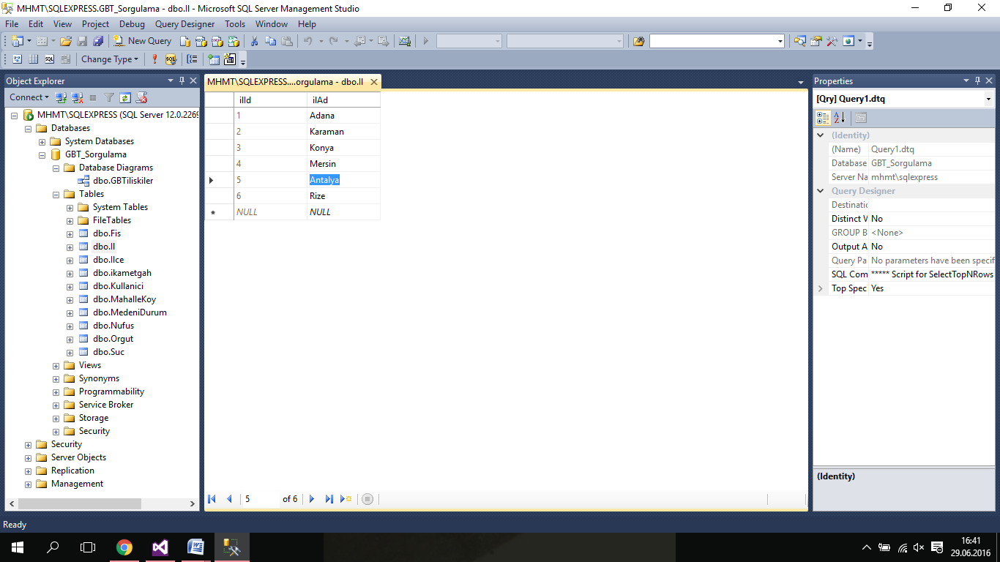 MHMT\SQLEXPRESS.GBT_Sorgulama - dbo.Il - Microsoft SQL Server Management Studio
File Edit View Project Debug Query Designer Tools Window Help
New Query
Change Type
Object Explorer
Connect
MHMT\SQLEXPRESS (SQL Server 12.0.2269
Databases
System Databases
GBT_Sorgulama
Database Diagrams
dbo.GBTiliskiler
Tables
System Tables
FileTables
dbo.Fis
dbo.Il
dbo.Ilce
dbo.ikametgah
dbo.Kullanici
dbo.MahalleKoy
dbo.MedeniDurum
dbo.Nufus
dbo.Orgut
dbo.Suc
Views
Synonyms
Programmability
Service Broker
Storage
Security
Security
Server Objects
Replication
Management
MHMT\SQLEXPRESS....orgulama - dbo.Il
ilId ilAd
1 Adana
2 Karaman
3 Konya
4 Mersin
5 Antalya
6 Rize
NULL NULL
5 of 6
Properties
[Qry] Query1.dtq
(Identity)
(Name) Query1.dtq
Database GBT_Sorgulama
Server Na mhmt\sqlexpress
Query Designer
Destinatic
Distinct V No
GROUP B <None>
Output A No
Query Pa No parameters have been specif
SQL Com ***** Script for SelectTopNRows
Top Spec Yes
(Identity)
Ready
16:41
29.06.2016